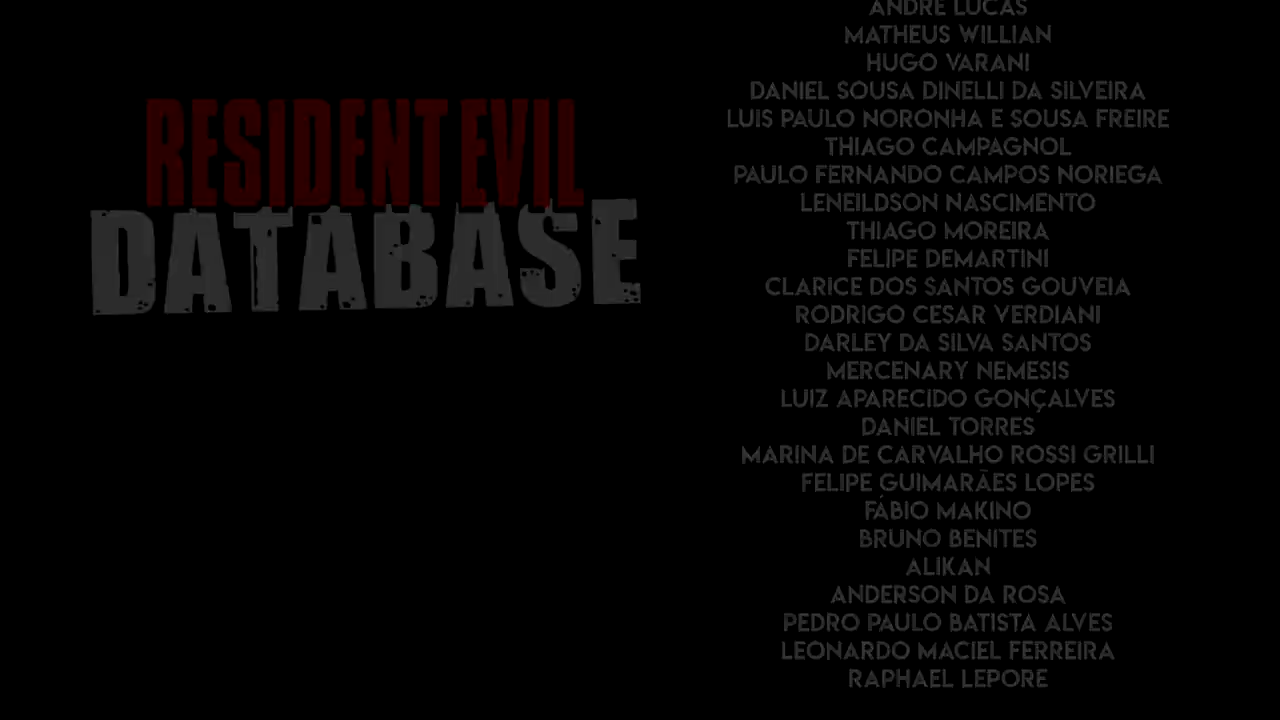 RESIDENT EVIL
DATABASE
ANDRÉ LUCAS
MATHEUS WILLIAN
HUGO VARANI
DANIEL SOUSA DINELLI DA SILVEIRA
LUIS PAULO NORONHA E SOUSA FREIRE
THIAGO CAMPAGNOL
PAULO FERNANDO CAMPOS NORIEGA
LENEILDSON NASCIMENTO
THIAGO MOREIRA
FELIPE DEMARTINI
CLARICE DOS SANTOS GOUVEIA
RODRIGO CESAR VERDIANI
DARLEY DA SILVA SANTOS
MERCENARY NEMESIS
LUIZ APARECIDO GONÇALVES
DANIEL TORRES
MARINA DE CARVALHO ROSSI GRILLI
FELIPE GUIMARÃES LOPES
FÁBIO MAKINO
BRUNO BENITES
ALIKAN
ANDERSON DA ROSA
PEDRO PAULO BATISTA ALVES
LEONARDO MACIEL FERREIRA
RAPHAEL LEPORE